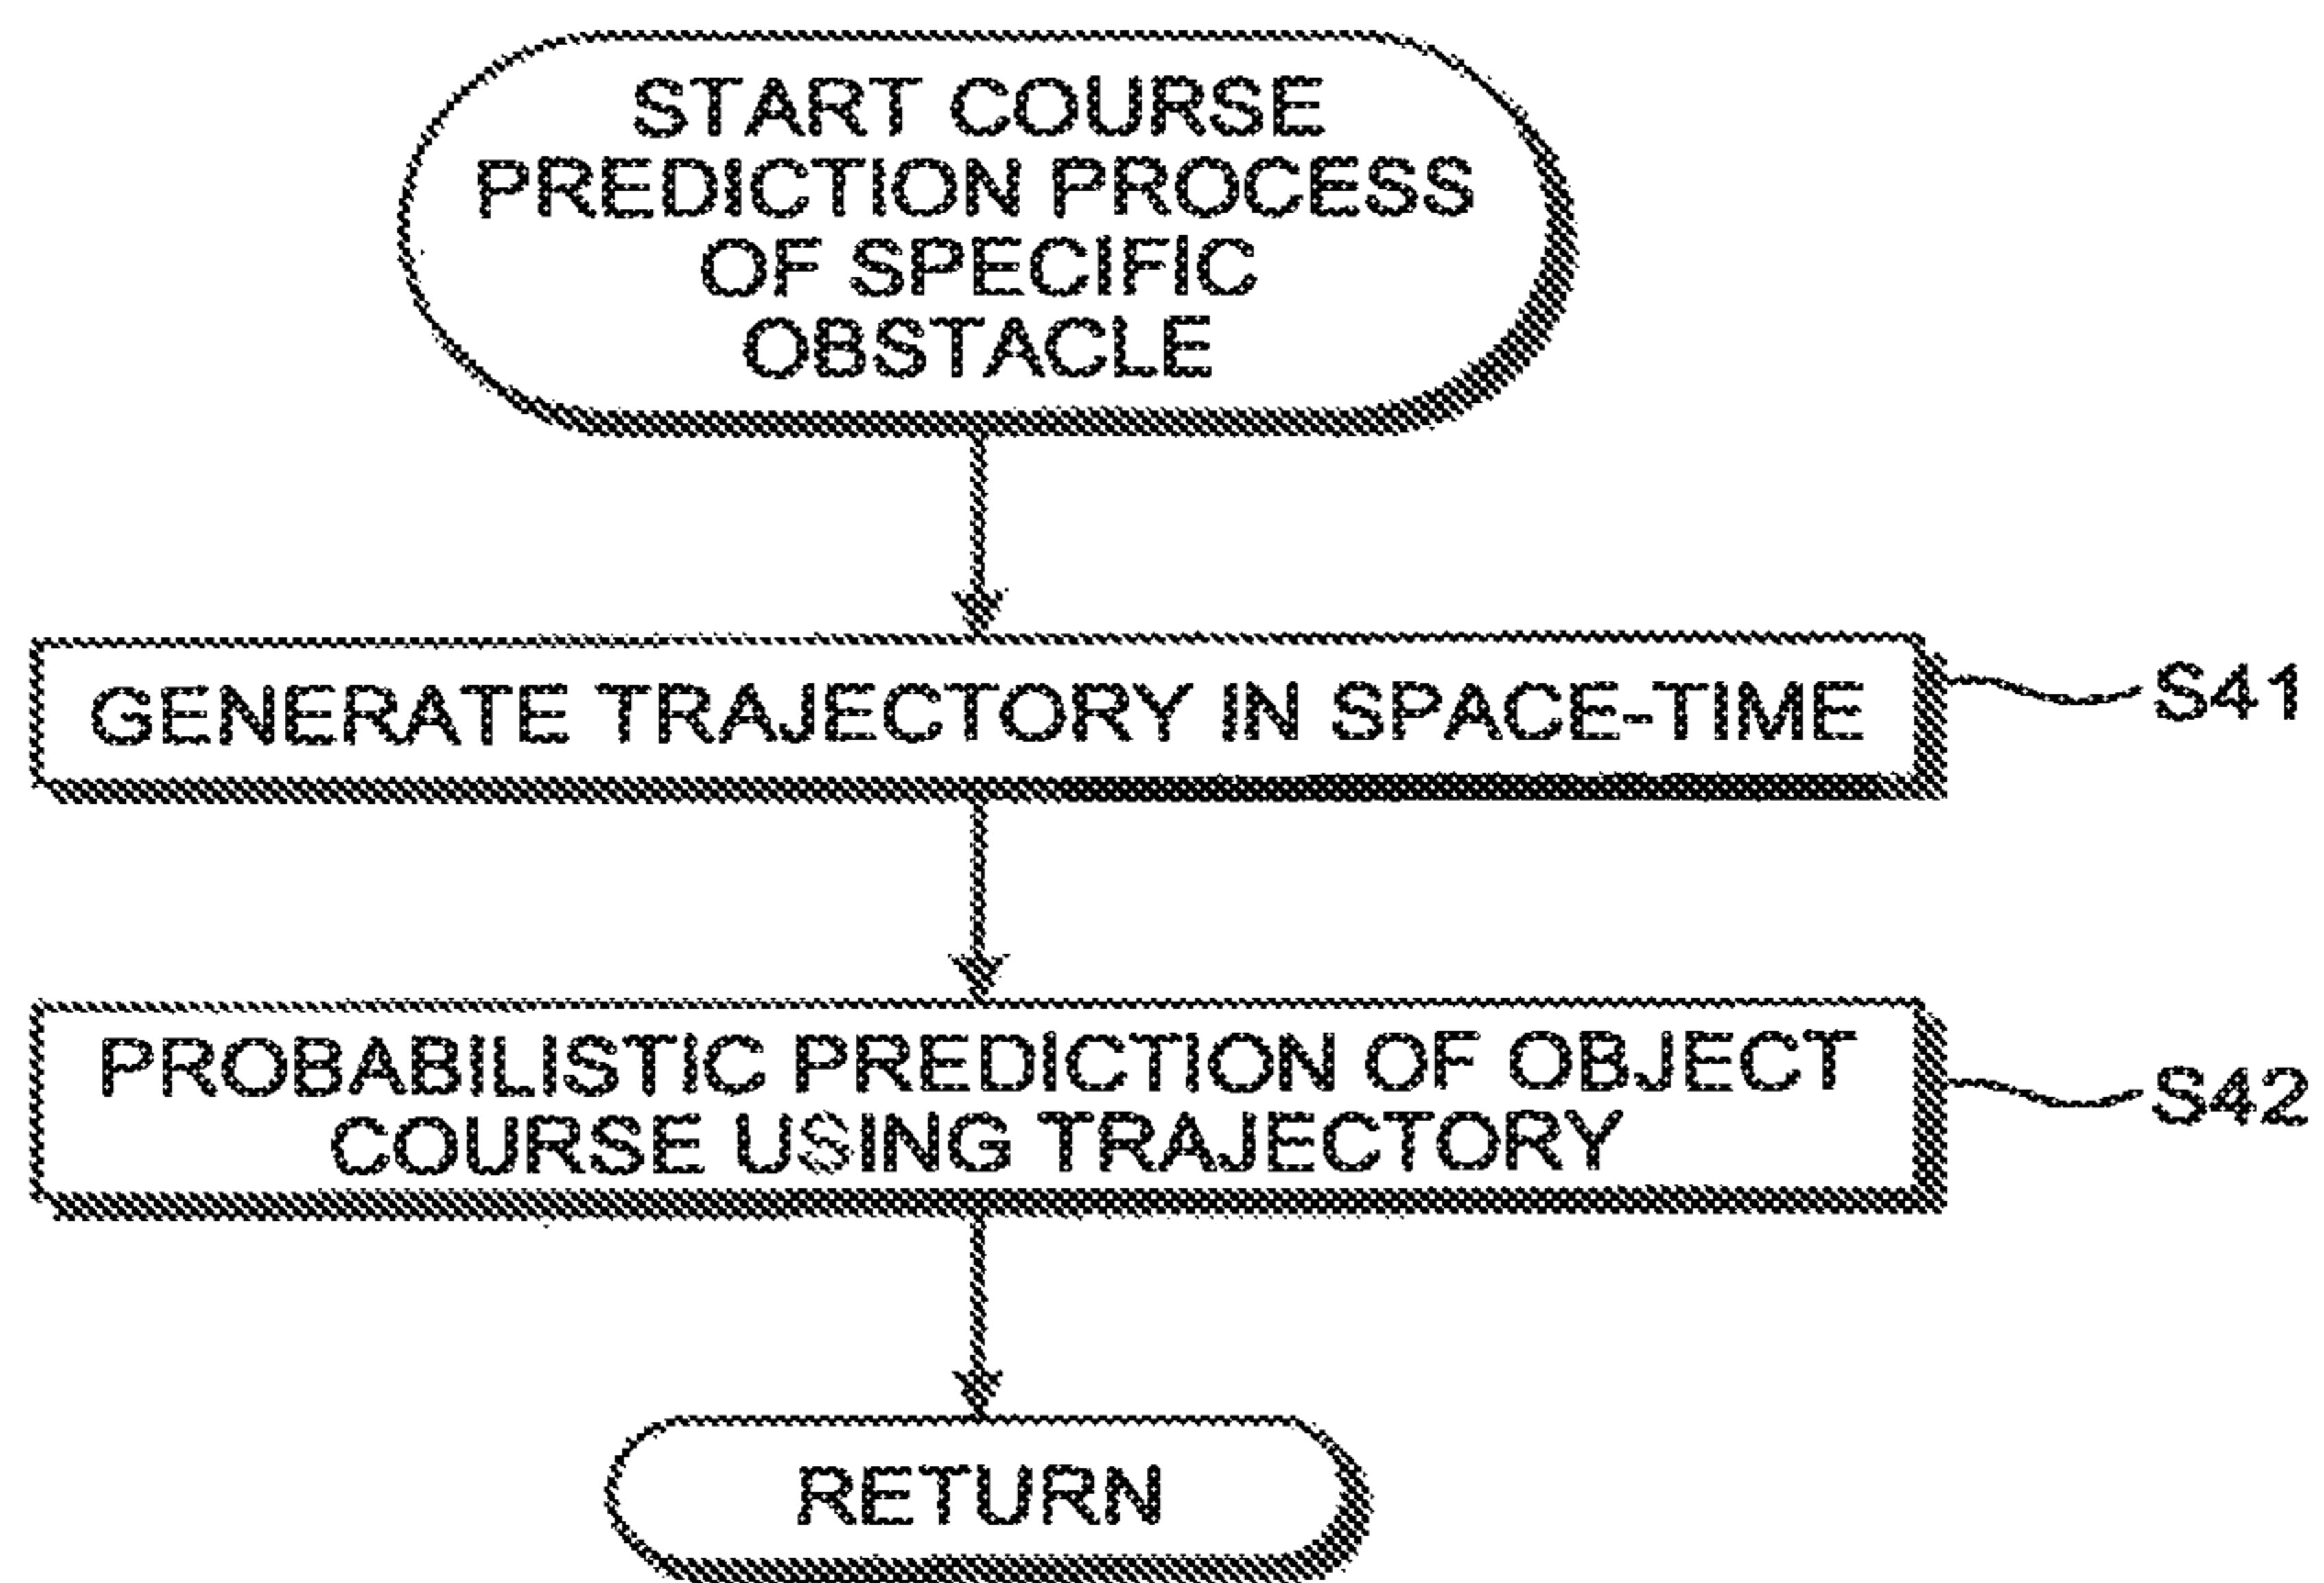 START COURSE
PREDICTION PROCESS
OF SPECIFIC
OBSTACLE
GENERATE TRAJECTORY IN SPACE-TIME
S41
PROBABILISTIC PREDICTION OF OBJECT
COURSE USING TRAJECTORY
S42
RETURN